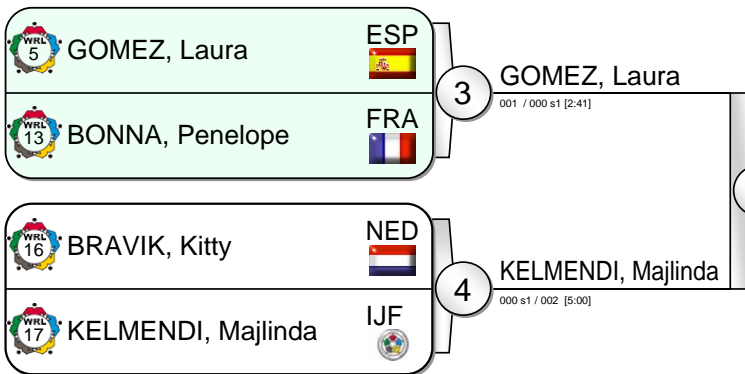 WRL
5
GOMEZ, Laura
ESP
WRL
13
BONNA, Penelope
FRA
3
GOMEZ, Laura
001 / 000 s1 [2:41]
WRL
16
BRAVIK, Kitty
NED
WRL
17
KELMENDI, Majlinda
IJF
4
KELMENDI, Majlinda
000 s1 / 002 [5:00]